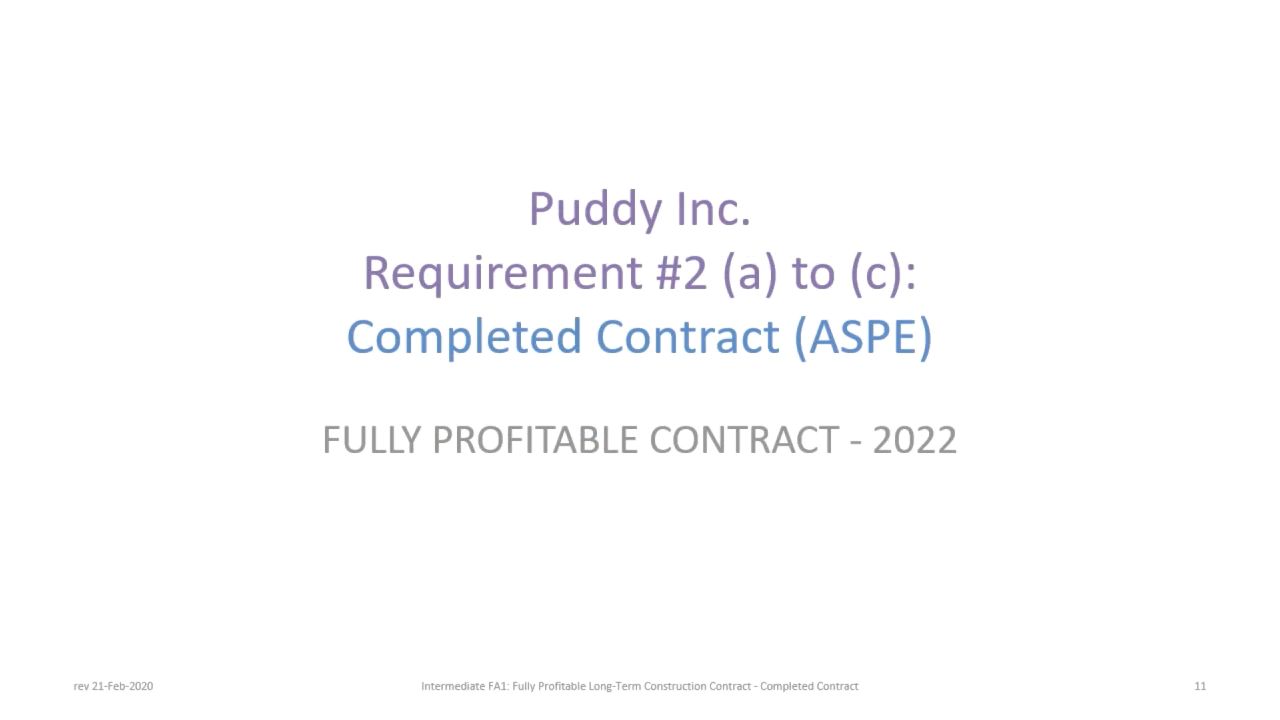 Puddy Inc.
Requirement #2 (a) to (c):
Completed Contract (ASPE)
FULLY PROFITABLE CONTRACT - 2022
rev 21-Feb-2020
Intermediate FA1: Fully Profitable Long-Term Construction Contract - Completed Contract
11